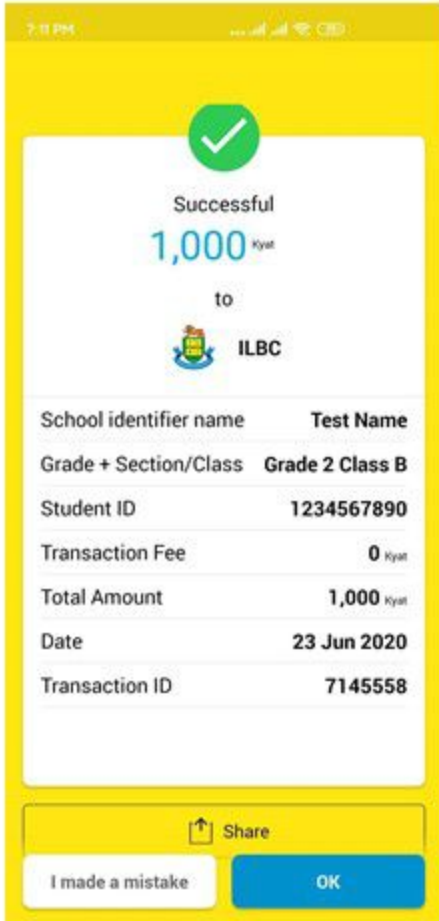 7:11 PM
Successful
1,000 Kyat
to
ILBC
School identifier name Test Name
Grade + Section/Class Grade 2 Class B
Student ID 1234567890
Transaction Fee 0 Kyat
Total Amount 1,000 Kyat
Date 23 Jun 2020
Transaction ID 7145558
Share
I made a mistake OK